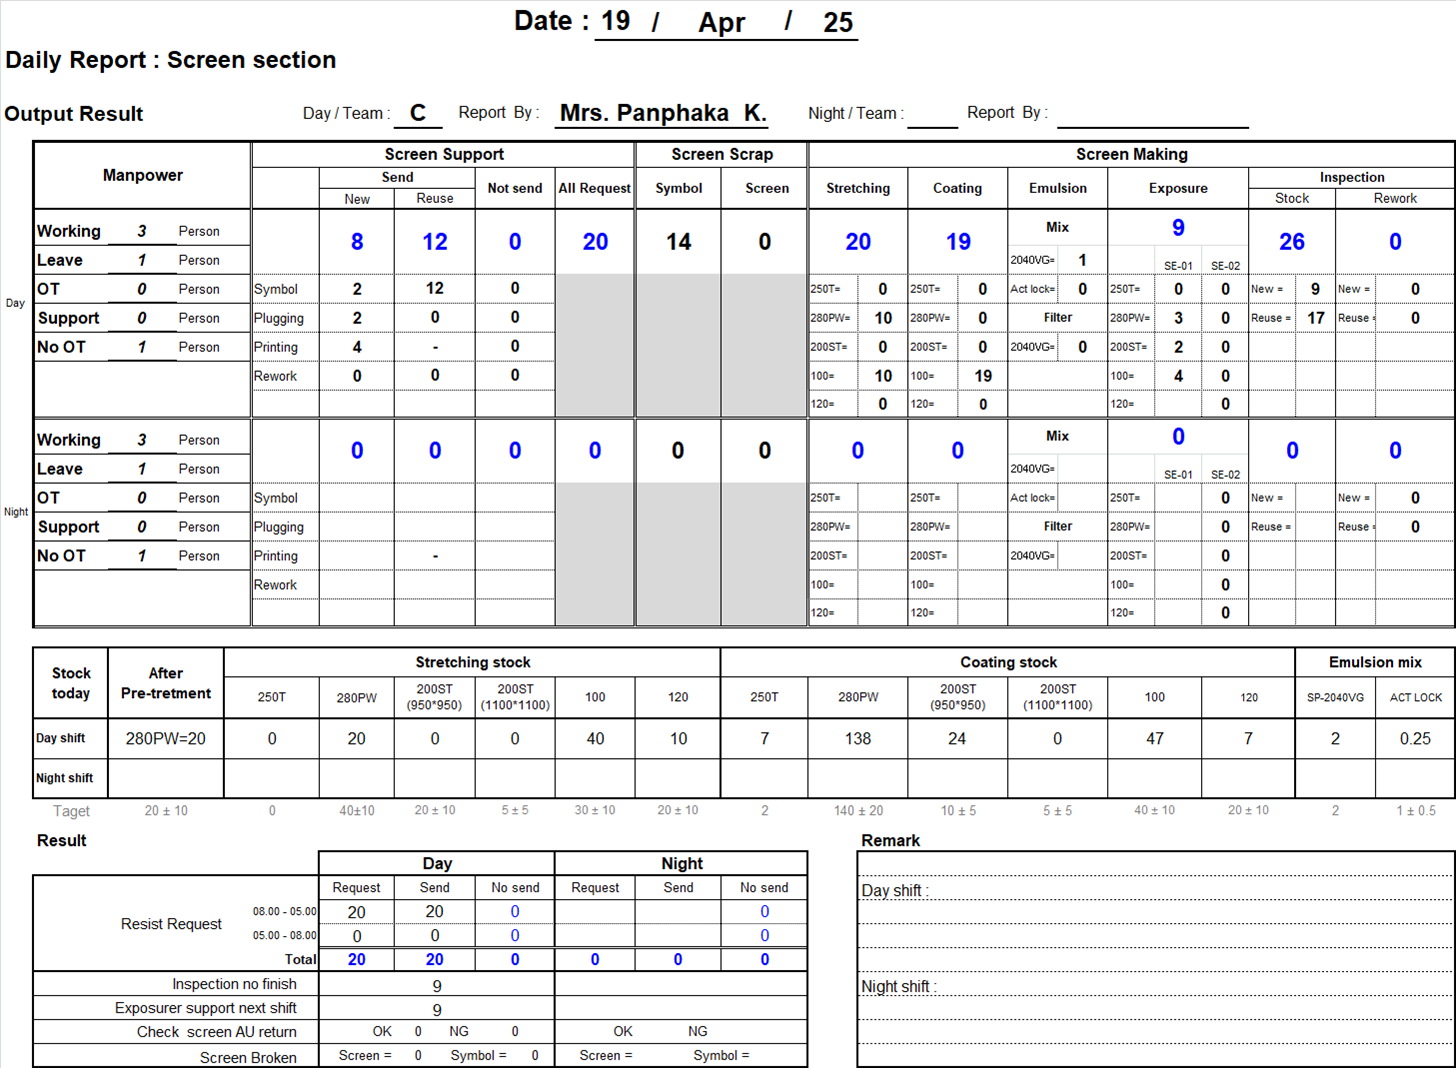 Date : 19 / Apr / 25
Daily Report : Screen section
Output Result Day / Team : C Report By : Mrs. Panphaka K. Night / Team : Report By :
Manpower Screen Support Screen Scrap Screen Making
Send Not send All Request Symbol Screen Stretching Coating Emulsion Exposure Inspection
New Reuse Stock Rework
Day
Working 3 Person 8 12 0 20 14 0 20 19 Mix 9 26 0
Leave 1 Person 2040VG= 1 SE-01 SE-02
OT 0 Person Symbol 2 12 0 250T= 0 250T= 0 Act lock= 0 250T= 0 0 New = 9 New = 0
Support 0 Person Plugging 2 0 0 280PW= 10 280PW= 0 Filter 280PW= 3 0 Reuse = 17 Reuse = 0
No OT 1 Person Printing 4 - 0 200ST= 0 200ST= 0 2040VG= 0 200ST= 2 0
Rework 0 0 0 100= 10 100= 19 100= 4 0
120= 0 120= 0 120= 0
Night
Working 3 Person 0 0 0 0 0 0 0 0 Mix 0 0 0
Leave 1 Person 2040VG= SE-01 SE-02
OT 0 Person Symbol 250T= 250T= Act lock= 250T= 0 New = New = 0
Support 0 Person Plugging 280PW= 280PW= Filter 280PW= 0 Reuse = Reuse = 0
No OT 1 Person Printing - 200ST= 200ST= 2040VG= 200ST= 0
Rework 100= 100= 100= 0
120= 120= 120= 0
Stock today After Pre-tretment Stretching stock Coating stock Emulsion mix
250T 280PW 200ST (950*950) 200ST (1100*1100) 100 120 250T 280PW 200ST (950*950) 200ST (1100*1100) 100 120 SP-2040VG ACT LOCK
Day shift 280PW=20 0 20 0 0 40 10 7 138 24 0 47 7 2 0.25
Night shift
Taget 20 ± 10 0 40±10 20 ± 10 5 ± 5 30 ± 10 20 ± 10 2 140 ± 20 10 ± 5 5 ± 5 40 ± 10 20 ± 10 2 1 ± 0.5
Result
Day Night
Request Send No send Request Send No send
Resist Request
08.00 - 05.00 20 20 0 0
05.00 - 08.00 0 0 0 0
Total 20 20 0 0 0 0
Inspection no finish 9
Exposurer support next shift 9
Check screen AU return OK 0 NG 0 OK NG
Screen Broken Screen = 0 Symbol = 0 Screen = Symbol =
Remark
Day shift :
Night shift :